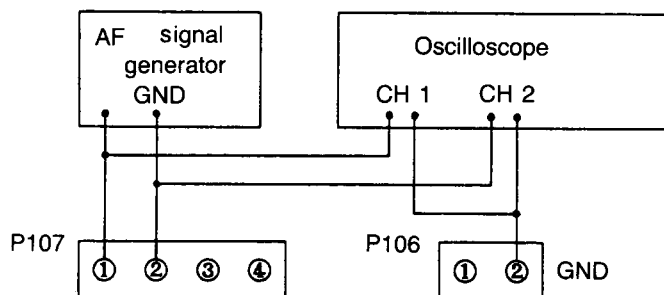 AF signal
generator
GND
Oscilloscope
CH 1 CH 2
P107
① ② ③ ④
P106
① ② GND